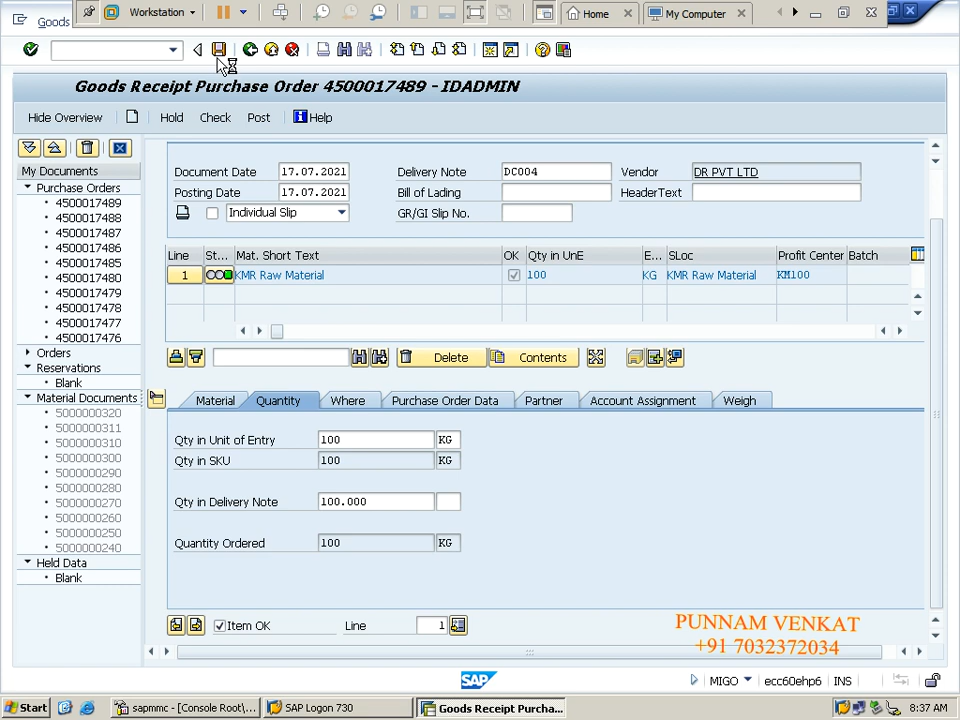 Goods
Workstation
Home
My Computer
Goods Receipt Purchase Order 4500017489 - IDADMIN
Hide Overview Hold Check Post Help
My Documents
Purchase Orders
4500017489
4500017488
4500017487
4500017486
4500017485
4500017480
4500017479
4500017478
4500017477
4500017476
Orders
Reservations
Blank
Material Documents
5000000320
5000000311
5000000310
5000000300
5000000290
5000000280
5000000270
5000000260
5000000250
5000000240
Held Data
Blank
Document Date 17.07.2021 Delivery Note DC004 Vendor DR PVT LTD
Posting Date 17.07.2021 Bill of Lading HeaderText
Individual Slip GR/GI Slip No.
Line St... Mat. Short Text OK Qty in UnE E... SLoc Profit Center Batch
1 KMR Raw Material 100 KG KMR Raw Material KM100
Delete Contents
Material Quantity Where Purchase Order Data Partner Account Assignment Weigh
Qty in Unit of Entry 100 KG
Qty in SKU 100 KG
Qty in Delivery Note 100.000
Quantity Ordered 100 KG
Item OK Line 1
PUNNAM VENKAT
+91 7032372034
SAP MIGO ecc60ehp6 INS
Start sapmmc - [Console Root\... SAP Logon 730 Goods Receipt Purcha... 8:37 AM